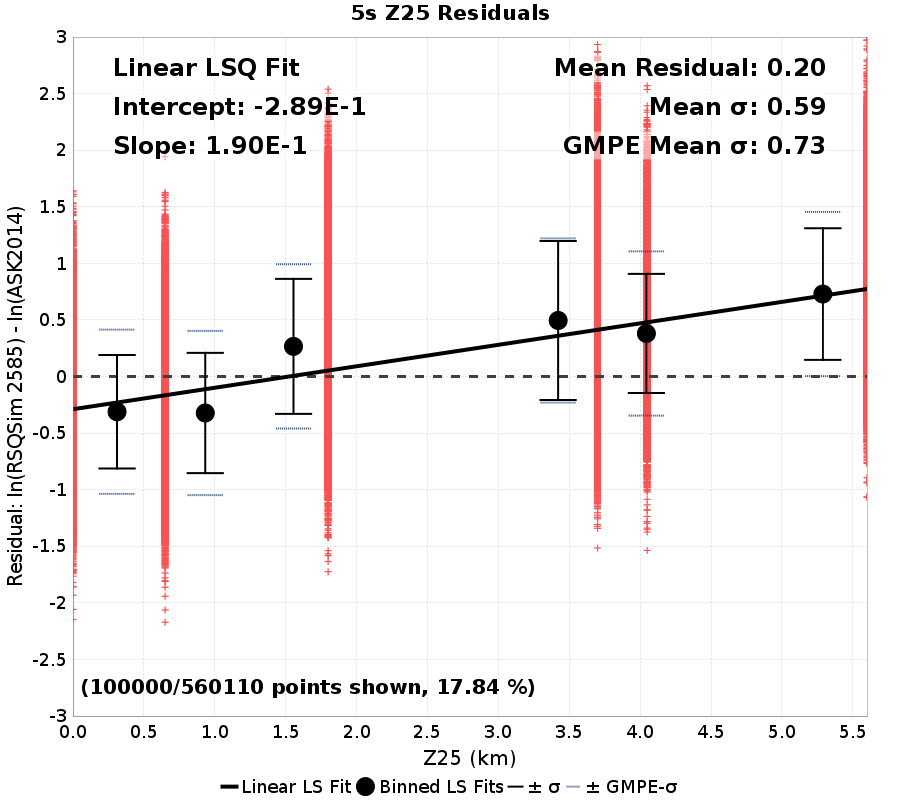 5s Z25 Residuals
Linear LSQ Fit
Intercept: -2.89E-1
Slope: 1.90E-1
Mean Residual: 0.20
Mean σ: 0.59
GMPE Mean σ: 0.73
Residual: ln(RSQSim 2585) - ln(ASK2014)
3
2.5
2
1.5
1
0.5
0
-0.5
-1
-1.5
-2
-2.5
-3
(100000/560110 points shown, 17.84 %)
0.0 0.5 1.0 1.5 2.0 2.5 3.0 3.5 4.0 4.5 5.0 5.5
Z25 (km)
Linear LS Fit Binned LS Fits ± σ ± GMPE-σ